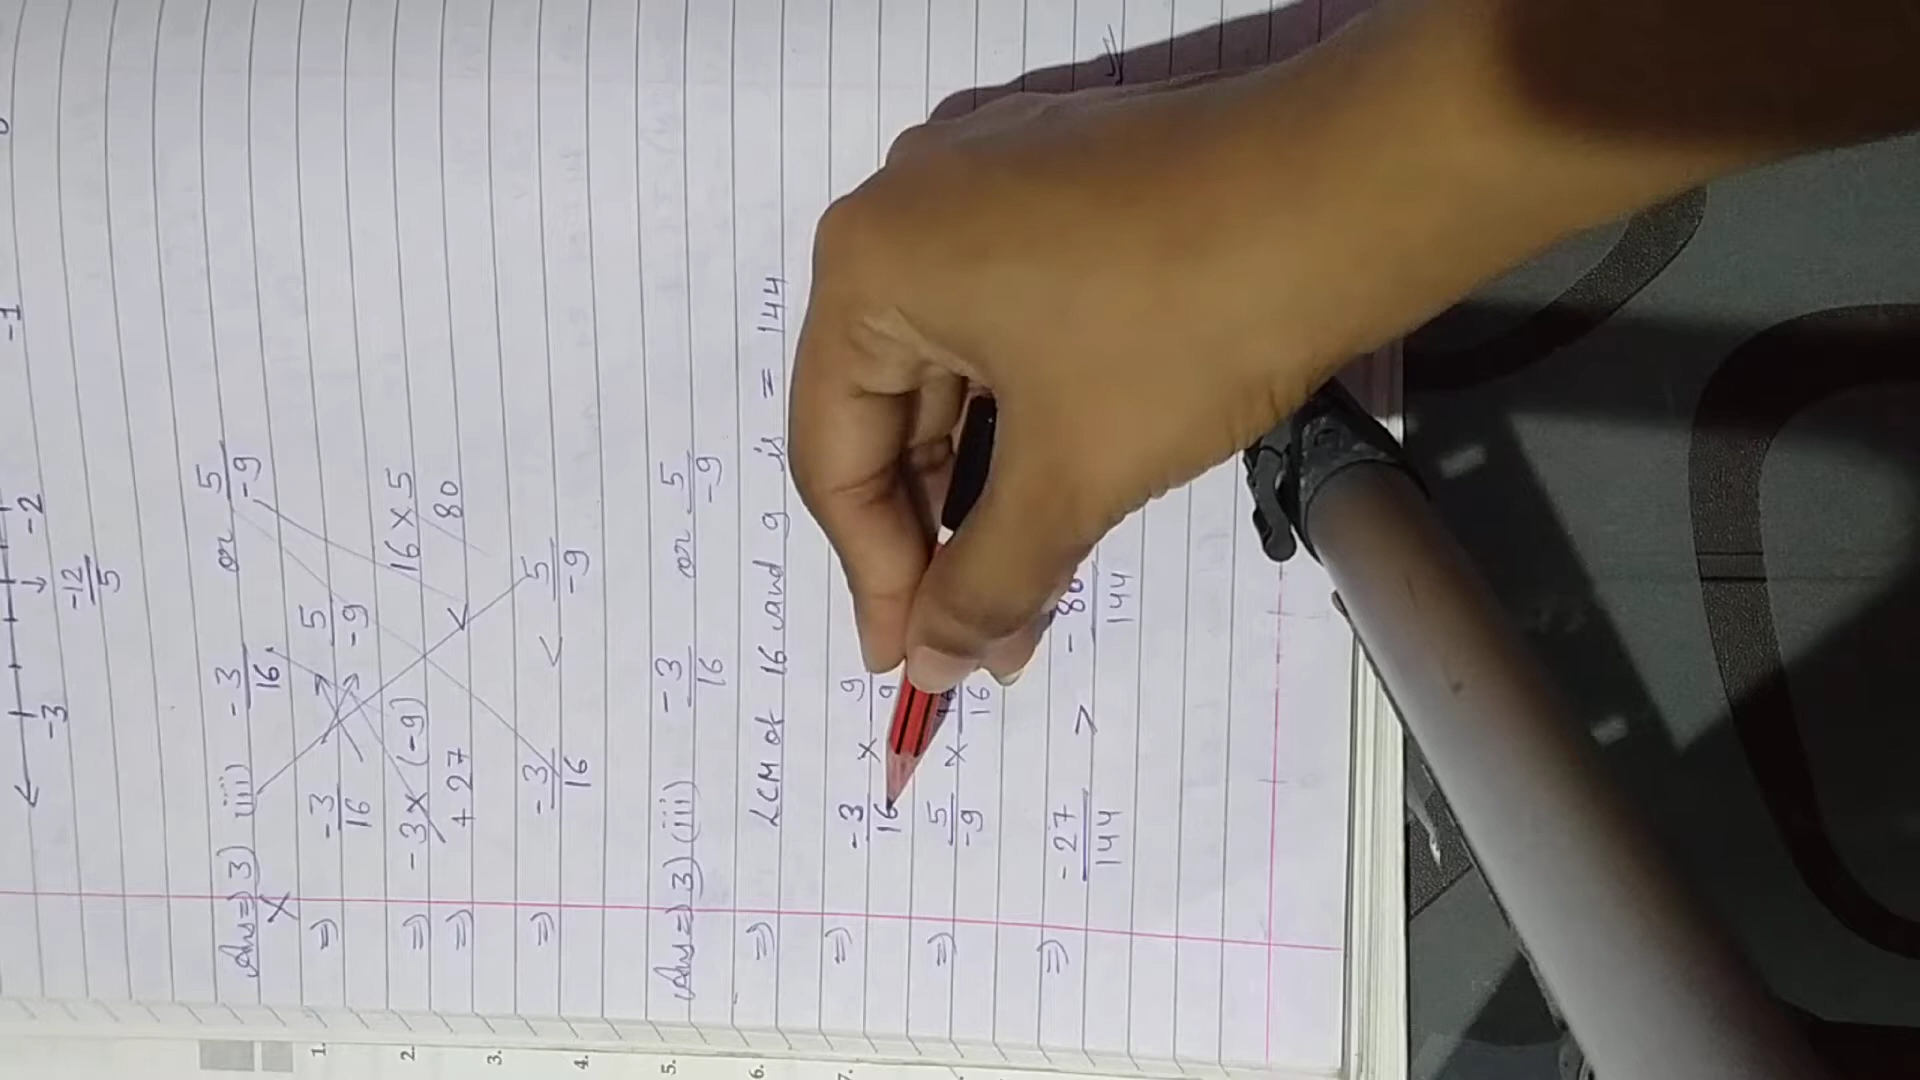 -3 -2 -1
-12/5
Ans=) 3) iii) -3/16 or 5/-9
=) -3/16 5/-9
=) -3 x (-9) 16 x 5
=) +27 < 80
=) -3/16 < 5/-9
Ans=) 3) (iii) -3/16 or 5/-9
=) LCM of 16 and 9 is = 144
=) -3/16 x 9/9
=) 5/-9 x 16/16
=) -27/144 > -80/144
1.
2.
3.
4.
5.
6.
7.